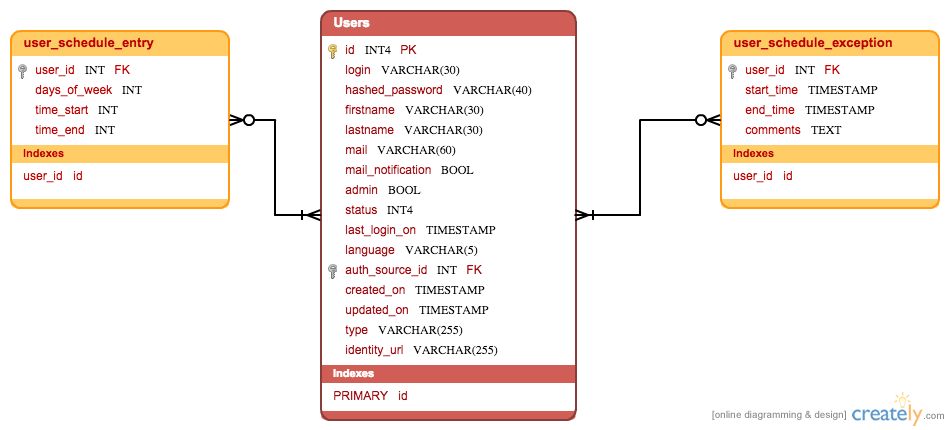 user_schedule_entry
user_id INT FK
days_of_week INT
time_start INT
time_end INT
Indexes
user_id id
Users
id INT4 PK
login VARCHAR(30)
hashed_password VARCHAR(40)
firstname VARCHAR(30)
lastname VARCHAR(30)
mail VARCHAR(60)
mail_notification BOOL
admin BOOL
status INT4
last_login_on TIMESTAMP
language VARCHAR(5)
auth_source_id INT FK
created_on TIMESTAMP
updated_on TIMESTAMP
type VARCHAR(255)
identity_url VARCHAR(255)
Indexes
PRIMARY id
user_schedule_exception
user_id INT FK
start_time TIMESTAMP
end_time TIMESTAMP
comments TEXT
Indexes
user_id id
[online diagramming & design] creately.com